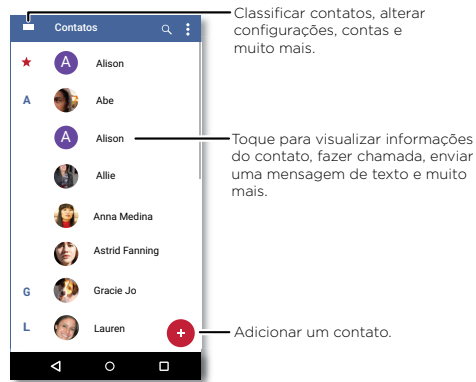 Contatos
Classificar contatos, alterar
configurações, contas e
muito mais.
A Alison
A Abe
A Alison
Toque para visualizar informações
do contato, fazer chamada, enviar
uma mensagem de texto e muito
mais.
Allie
Anna Medina
Astrid Fanning
G Gracie Jo
L Lauren
+
Adicionar um contato.